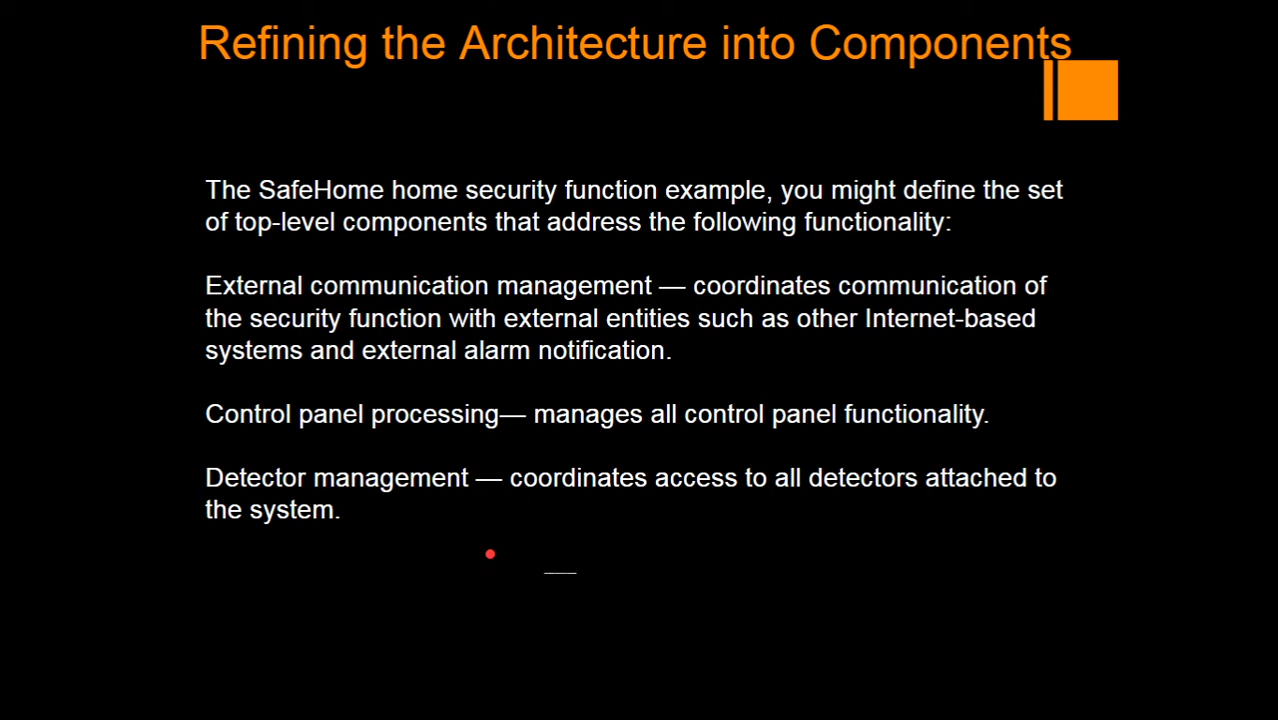 Refining the Architecture into Components
The SafeHome home security function example, you might define the set
of top-level components that address the following functionality:
External communication management — coordinates communication of
the security function with external entities such as other Internet-based
systems and external alarm notification.
Control panel processing— manages all control panel functionality.
Detector management — coordinates access to all detectors attached to
the system.